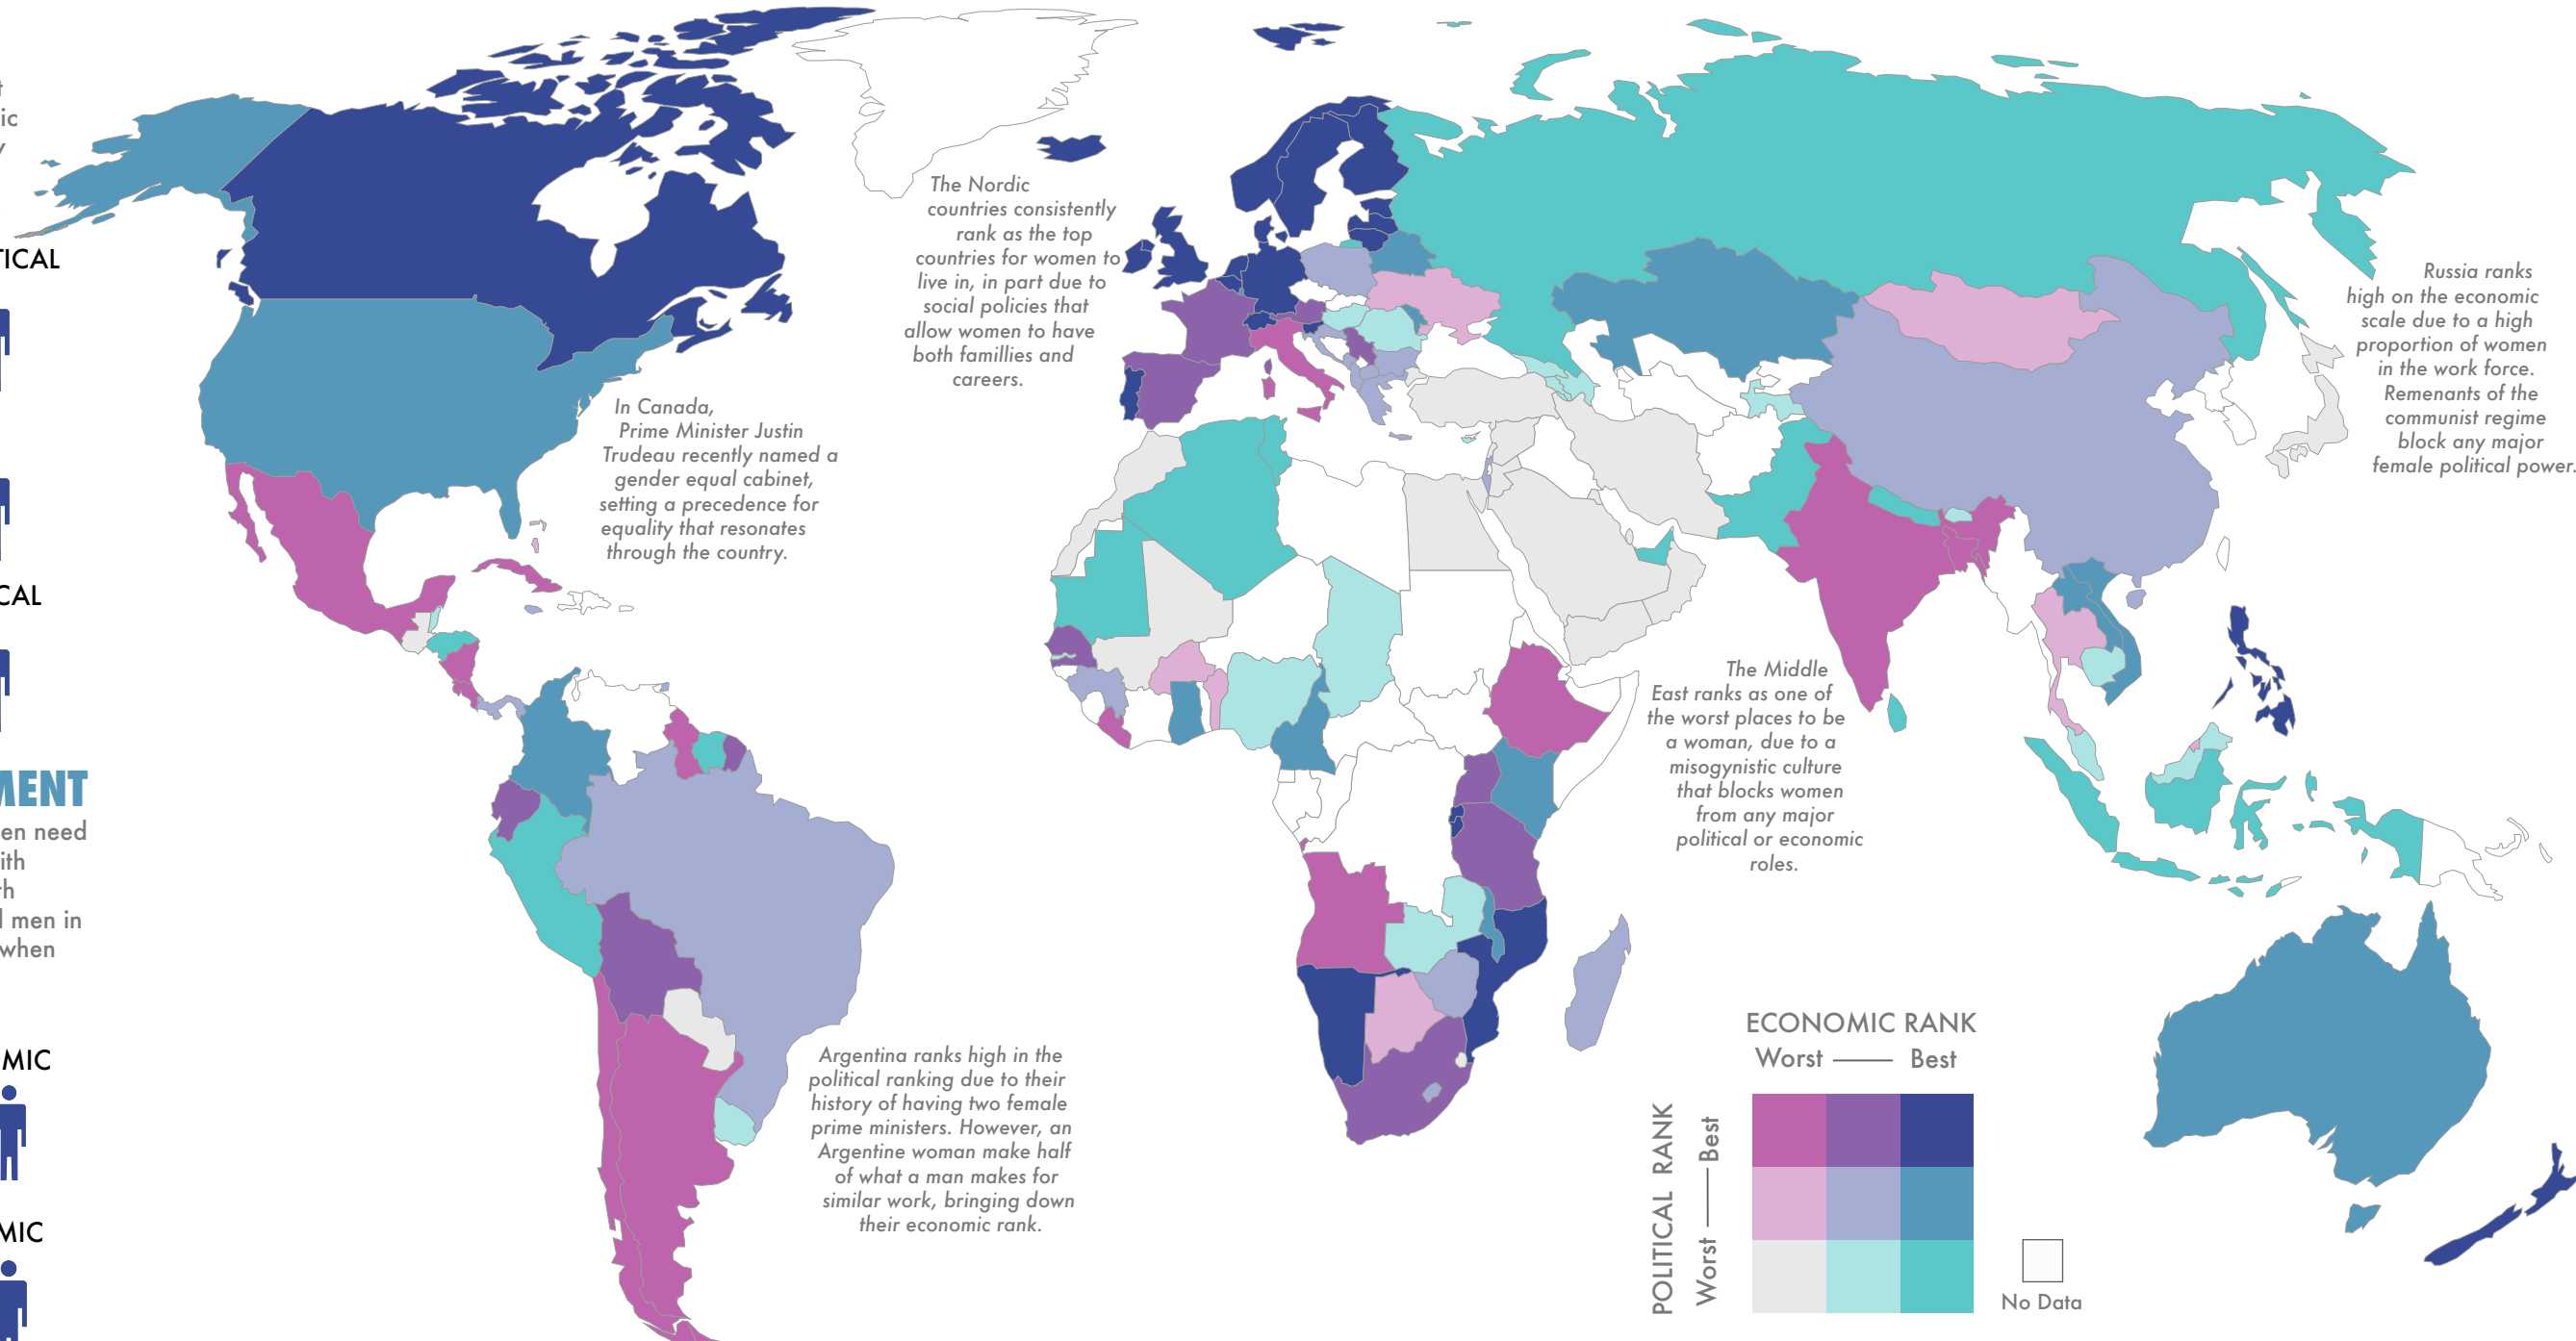 t
ic
y
TICAL
CAL
MENT
en need
ith
th
l men in
when
MIC
MIC
The Nordic
countries consistently
rank as the top
countries for women to
live in, in part due to
social policies that
allow women to have
both famillies and
careers.
In Canada,
Prime Minister Justin
Trudeau recently named a
gender equal cabinet,
setting a precedence for
equality that resonates
through the country.
Russia ranks
high on the economic
scale due to a high
proportion of women
in the work force.
Remenants of the
communist regime
block any major
female political power.
The Middle
East ranks as one of
the worst places to be
a woman, due to a
misogynistic culture
that blocks women
from any major
political or economic
roles.
Argentina ranks high in the
political ranking due to their
history of having two female
prime ministers. However, an
Argentine woman make half
of what a man makes for
similar work, bringing down
their economic rank.
ECONOMIC RANK
Worst — Best
POLITICAL RANK
Worst — Best
No Data